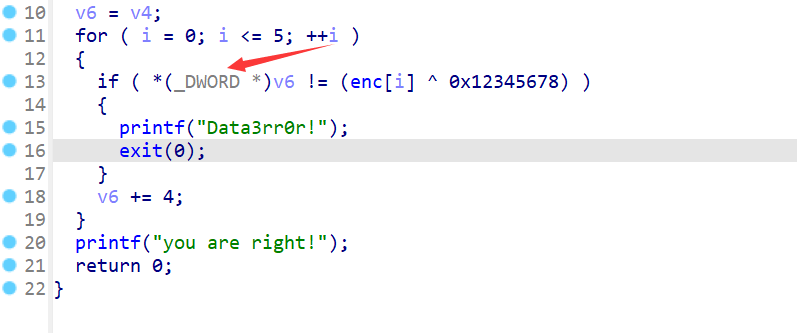 10 v6 = v4;
11 for ( i = 0; i <= 5; ++i )
12 {
13 if ( *(_DWORD *)v6 != (enc[i] ^ 0x12345678) )
14 {
15 printf("Data3rr0r!");
16 exit(0);
17 }
18 v6 += 4;
19 }
20 printf("you are right!");
21 return 0;
22 }